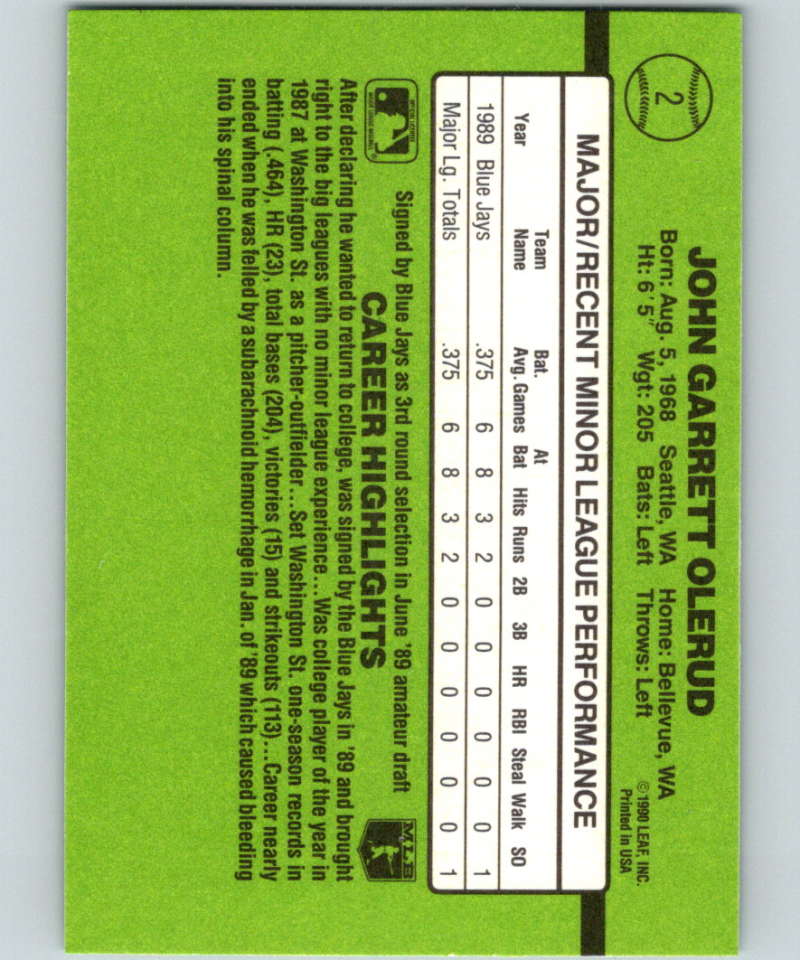 2
JOHN GARRETT OLERUD
Born: Aug. 5, 1968 Seattle, WA Home: Bellevue, WA
Ht: 6' 5" Wgt: 205 Bats: Left Throws: Left
© 1990 LEAF, INC.
Printed in USA
MAJOR/RECENT MINOR LEAGUE PERFORMANCE
Team Bat. At
Year Name Avg. Games Bat Hits Runs 2B 3B HR RBI Steal Walk SO
1989 Blue Jays .375 6 8 3 2 0 0 0 0 0 0 1
Major Lg. Totals .375 6 8 3 2 0 0 0 0 0 0 1
Signed by Blue Jays as 3rd round selection in June '89 amateur draft
MLB
CAREER HIGHLIGHTS
After declaring he wanted to return to college, was signed by the Blue Jays in '89 and brought
right to the big leagues with no minor league experience...Was college player of the year in
1987 at Washington St. as a pitcher-outfielder...Set Washington St. one-season records in
batting (.464), HR (23), total bases (204), victories (15) and strikeouts (113)...Career nearly
ended when he was felled by a subarachnoid hemorrhage in Jan. of '89 which caused bleeding
into his spinal column.